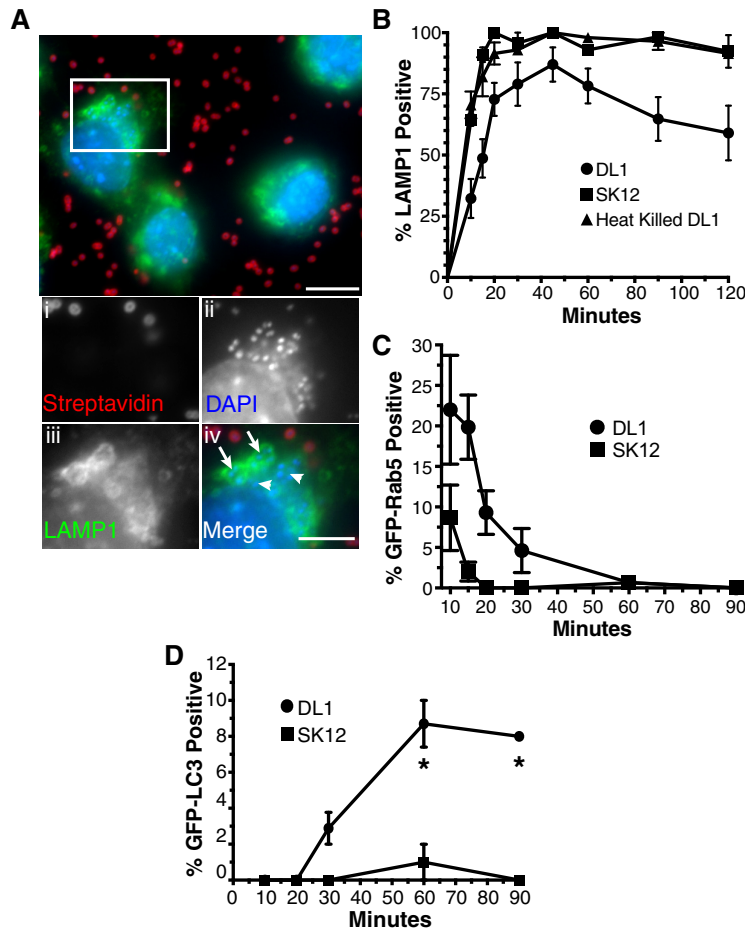 A
i
Streptavidin
ii
DAPI
iii
LAMP1
iv
Merge
B
% LAMP1 Positive
100
75
50
25
0
DL1
SK12
Heat Killed DL1
0 20 40 60 80 100 120
Minutes
C
% GFP-Rab5 Positive
30
25
20
15
10
5
0
DL1
SK12
10 20 30 40 50 60 70 80 90
Minutes
D
% GFP-LC3 Positive
12
10
8
6
4
2
0
DL1
SK12
*
*
0 10 20 30 40 50 60 70 80 90
Minutes